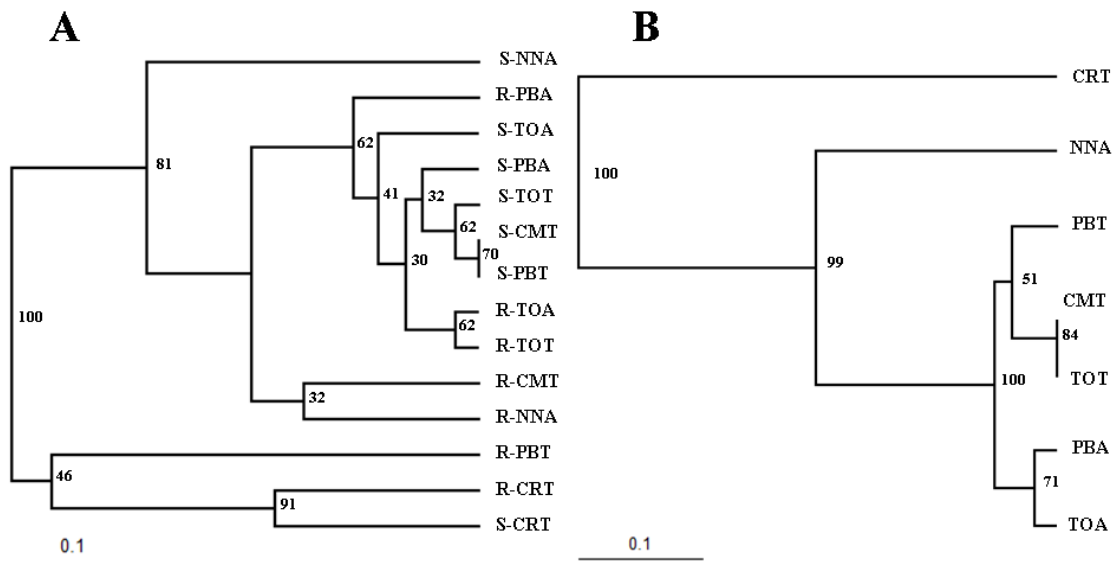 A
S-NNA
R-PBA
62
S-TOA
81
41
S-PBA
32
S-TOT
62
S-CMT
70
S-PBT
30
R-TOA
100
62
R-TOT
R-CMT
32
R-NNA
R-PBT
46
R-CRT
91
S-CRT
0.1
B
CRT
NNA
100
PBT
99
51
CMT
84
TOT
100
PBA
71
TOA
0.1